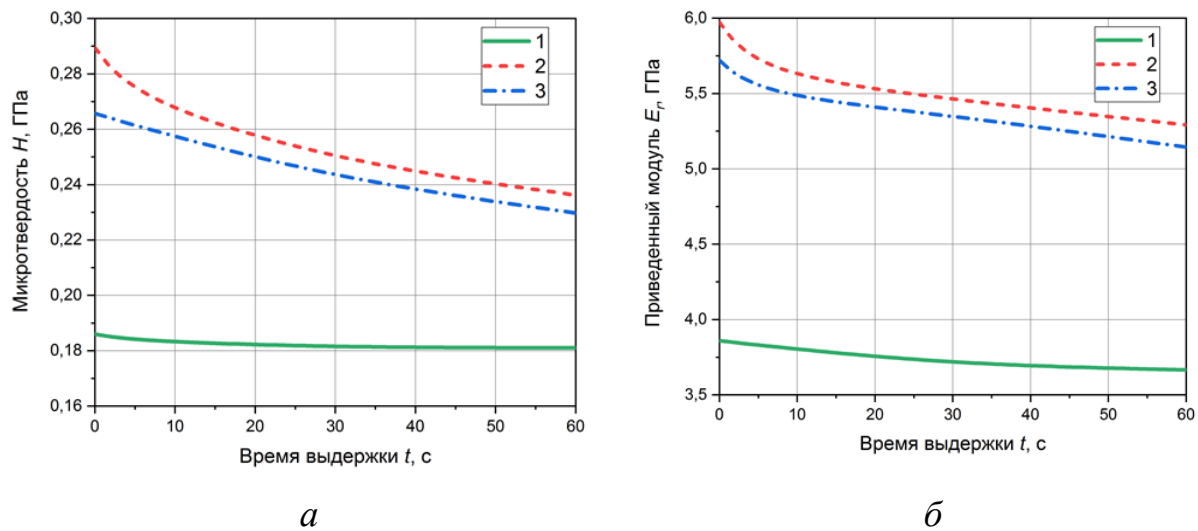 Микротвердость H, ГПа
0,30
0,28
0,26
0,24
0,22
0,20
0,18
0,16
0 10 20 30 40 50 60
Время выдержки t, с
1
2
3
а
Приведенный модуль Er, ГПа
6,0
5,5
5,0
4,5
4,0
3,5
0 10 20 30 40 50 60
Время выдержки t, с
1
2
3
б